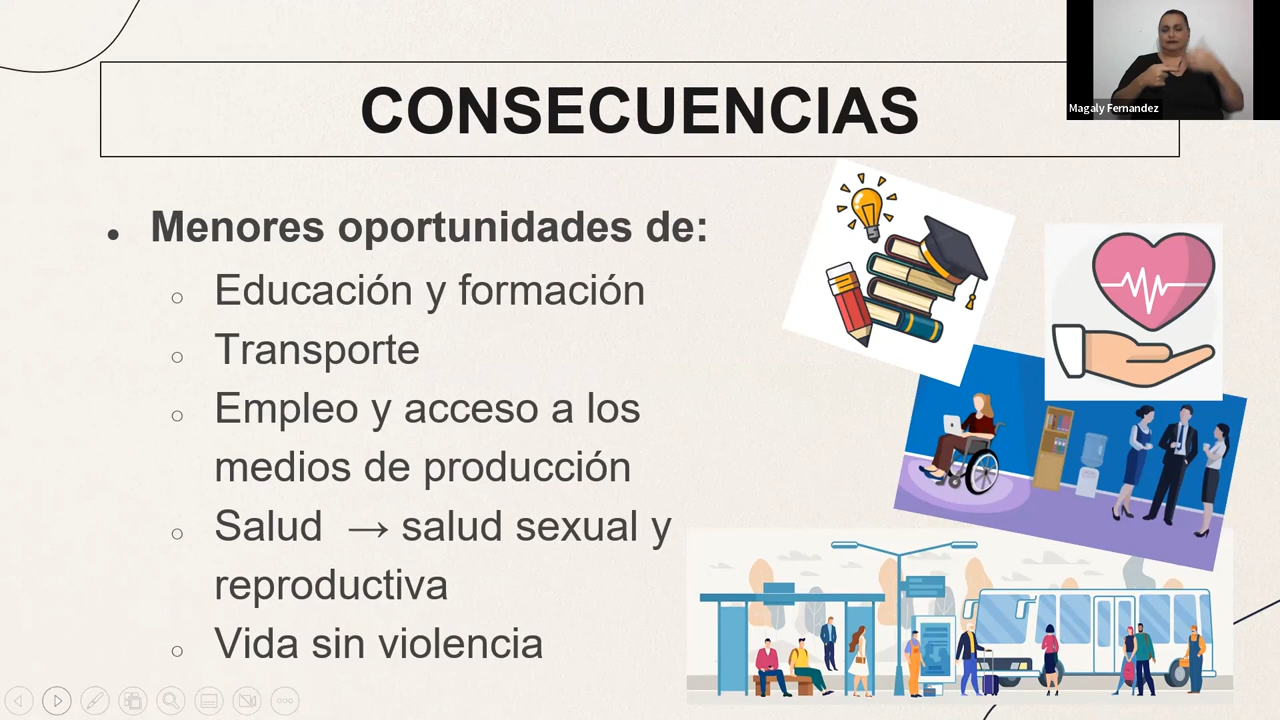 CONSECUENCIAS
Magaly Fernandez
● Menores oportunidades de:
○ Educación y formación
○ Transporte
○ Empleo y acceso a los
medios de producción
○ Salud → salud sexual y
reproductiva
○ Vida sin violencia